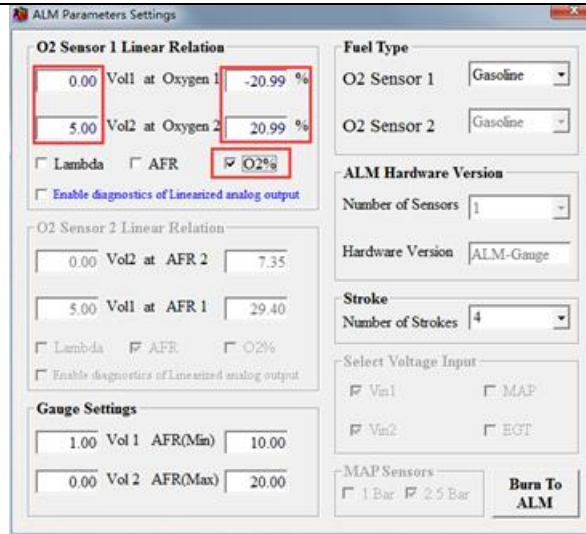 ALM Parameters Settings
O2 Sensor 1 Linear Relation
0.00 Vol1 at Oxygen 1 -20.99 %
5.00 Vol2 at Oxygen 2 20.99 %
Lambda AFR O2%
Enable diagnostics of Linearized analog output
O2 Sensor 2 Linear Relation
0.00 Vol2 at AFR 2 7.35
5.00 Vol1 at AFR 1 29.40
Lambda AFR O2%
Enable diagnostics of Linearized analog output
Gauge Settings
1.00 Vol 1 AFR(Min) 10.00
0.00 Vol 2 AFR(Max) 20.00
Fuel Type
O2 Sensor 1 Gasoline
O2 Sensor 2 Gasoline
ALM Hardware Version
Number of Sensors 1
Hardware Version ALM-Gauge
Stroke
Number of Strokes 4
Select Voltage Input
Vin1 MAP
Vin2 EGT
MAP Sensors
1 Bar 2.5 Bar
Burn To
ALM